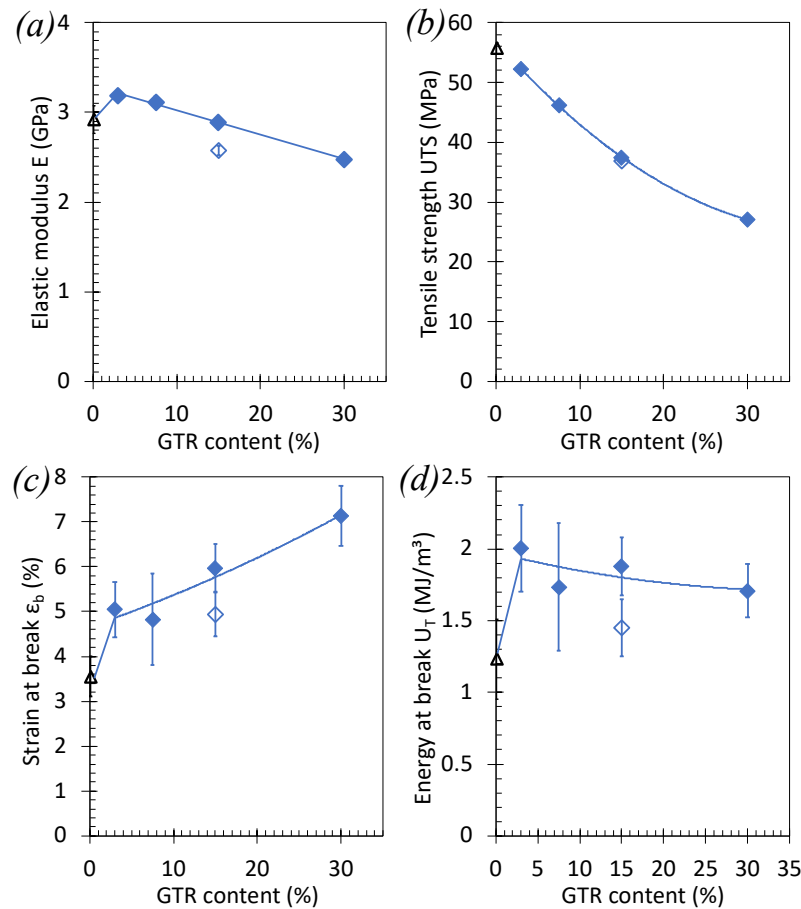 (a)
Elastic modulus E (GPa)
4
3
2
1
0
0 10 20 30
GTR content (%)
(b)
Tensile strength UTS (MPa)
60
50
40
30
20
10
0
0 10 20 30
GTR content (%)
(c)
Strain at break ε_b (%)
8
7
6
5
4
3
2
1
0
0 10 20 30
GTR content (%)
(d)
Energy at break U_T (MJ/m³)
2.5
2
1.5
1
0.5
0
0 5 10 15 20 25 30 35
GTR content (%)